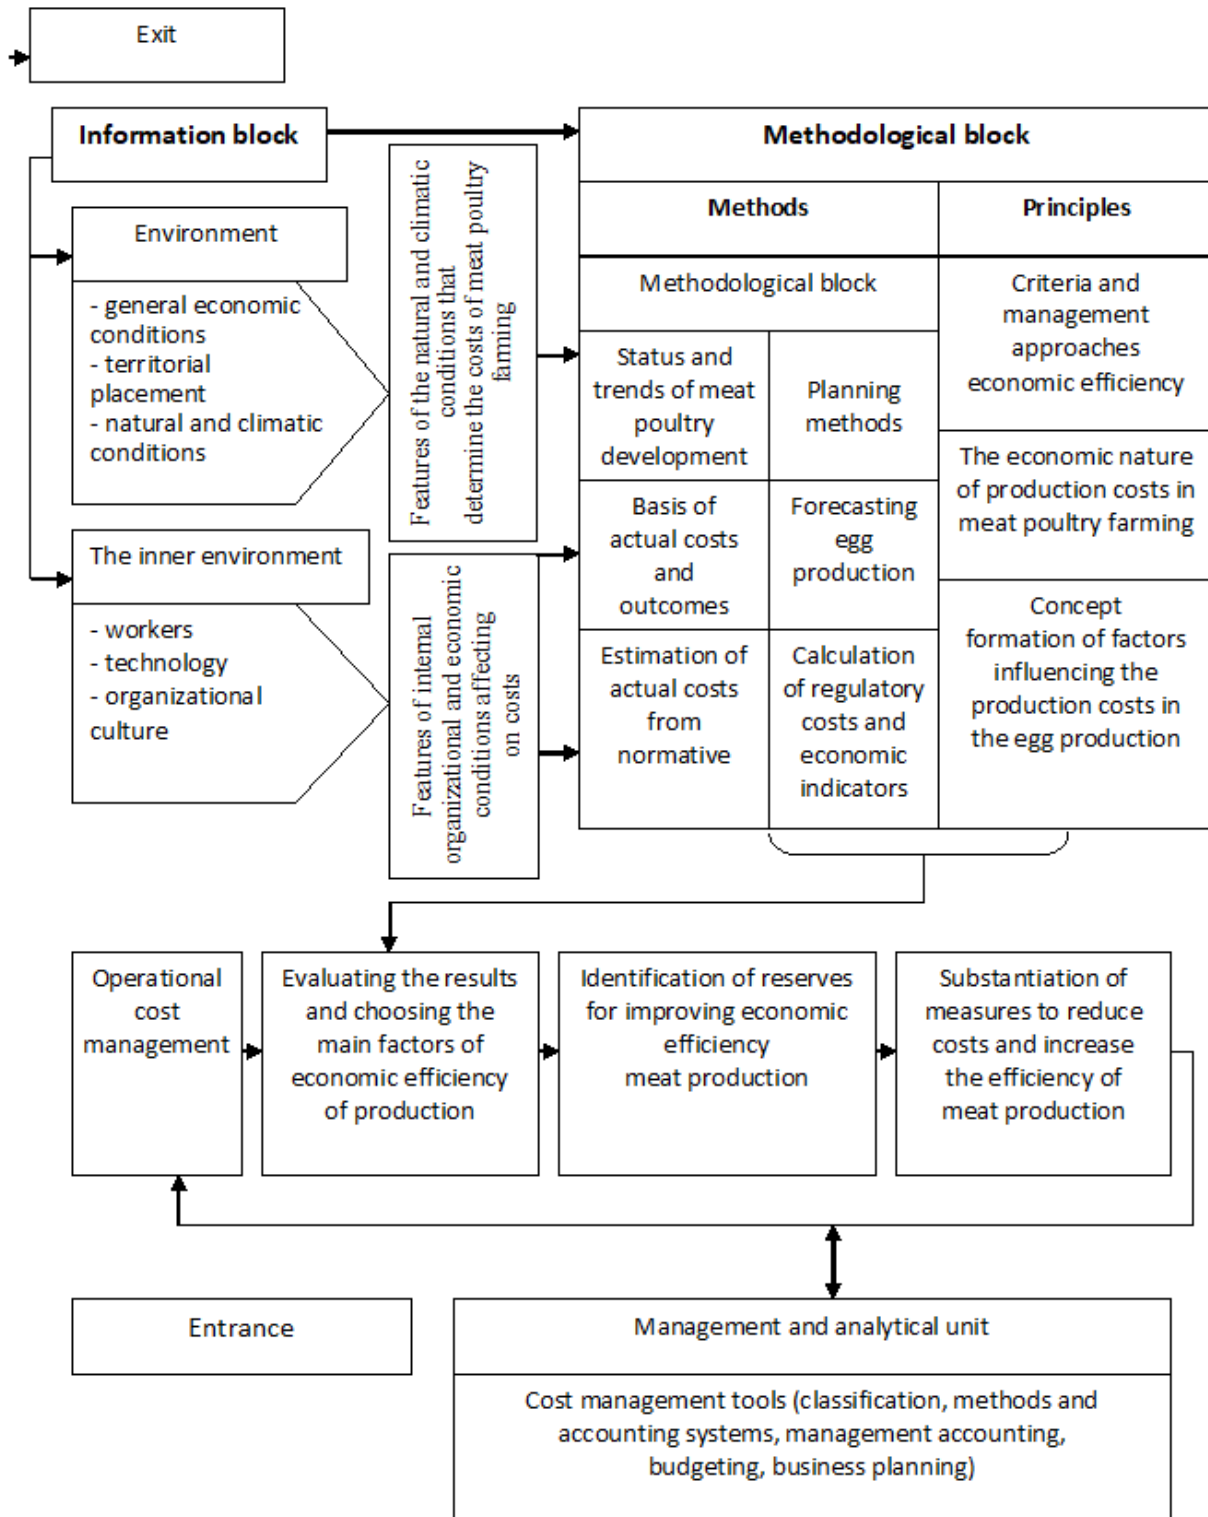 Exit
Information block
Environment
- general economic
conditions
- territorial
placement
- natural and climatic
conditions
The inner environment
- workers
- technology
- organizational
culture
Features of the natural and climatic
conditions that
determine the costs of meat poultry
farming
Features of internal
organizational and economic
conditions affecting
on costs
Methodological block
Methods
Principles
Methodological block
Status and
trends of meat
poultry
development
Planning
methods
Basis of
actual costs
and
outcomes
Forecasting
egg
production
Estimation of
actual costs
from
normative
Calculation
of regulatory
costs and
economic
indicators
Criteria and
management
approaches
economic efficiency
The economic nature
of production costs in
meat poultry farming
Concept
formation of factors
influencing the
production costs in
the egg production
Operational
cost
management
Evaluating the results
and choosing the
main factors of
economic efficiency
of production
Identification of reserves
for improving economic
efficiency
meat production
Substantiation of
measures to reduce
costs and increase
the efficiency of
meat production
Entrance
Management and analytical unit
Cost management tools (classification, methods and
accounting systems, management accounting,
budgeting, business planning)